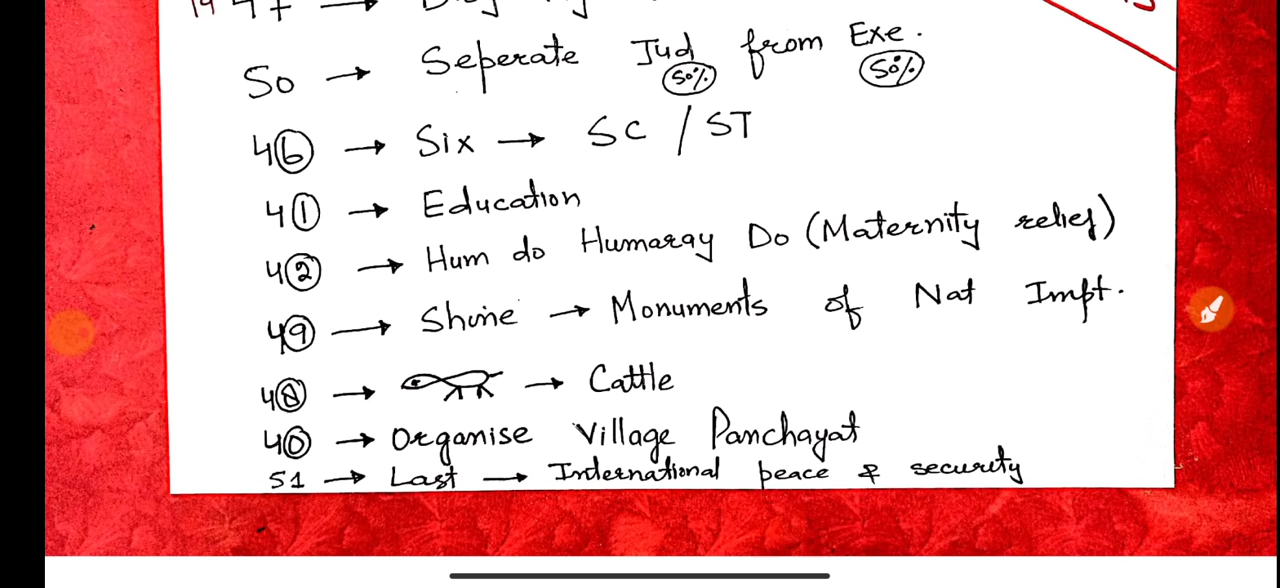 50 → Seperate Jud from Exe.
50% 50%
46 → Six → SC / ST
41 → Education
42 → Hum do Humaray Do (Maternity relief)
49 → Shine → Monuments of Nat Impt.
48 → → Cattle
40 → Organise Village Panchayat
51 → Last → International peace & security